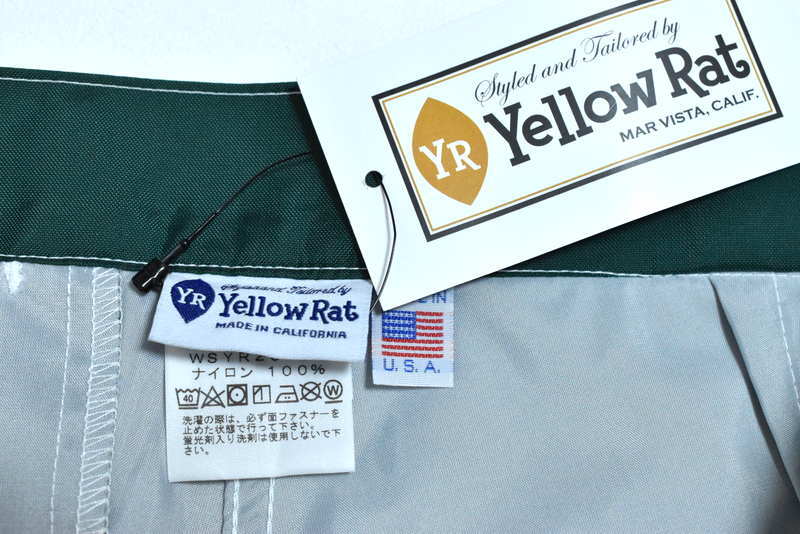 Styled and Tailored by
YR
Yellow Rat
MAR VISTA, CALIF.
Tailored by
YR
Yellow Rat
MADE IN CALIFORNIA
IN
U.S.A.
ナイロン 100%
40
W
洗濯の際は、必ず面ファスナーを
止めた状態で行って下さい。
蛍光剤入り洗剤は使用しないで下
さい。